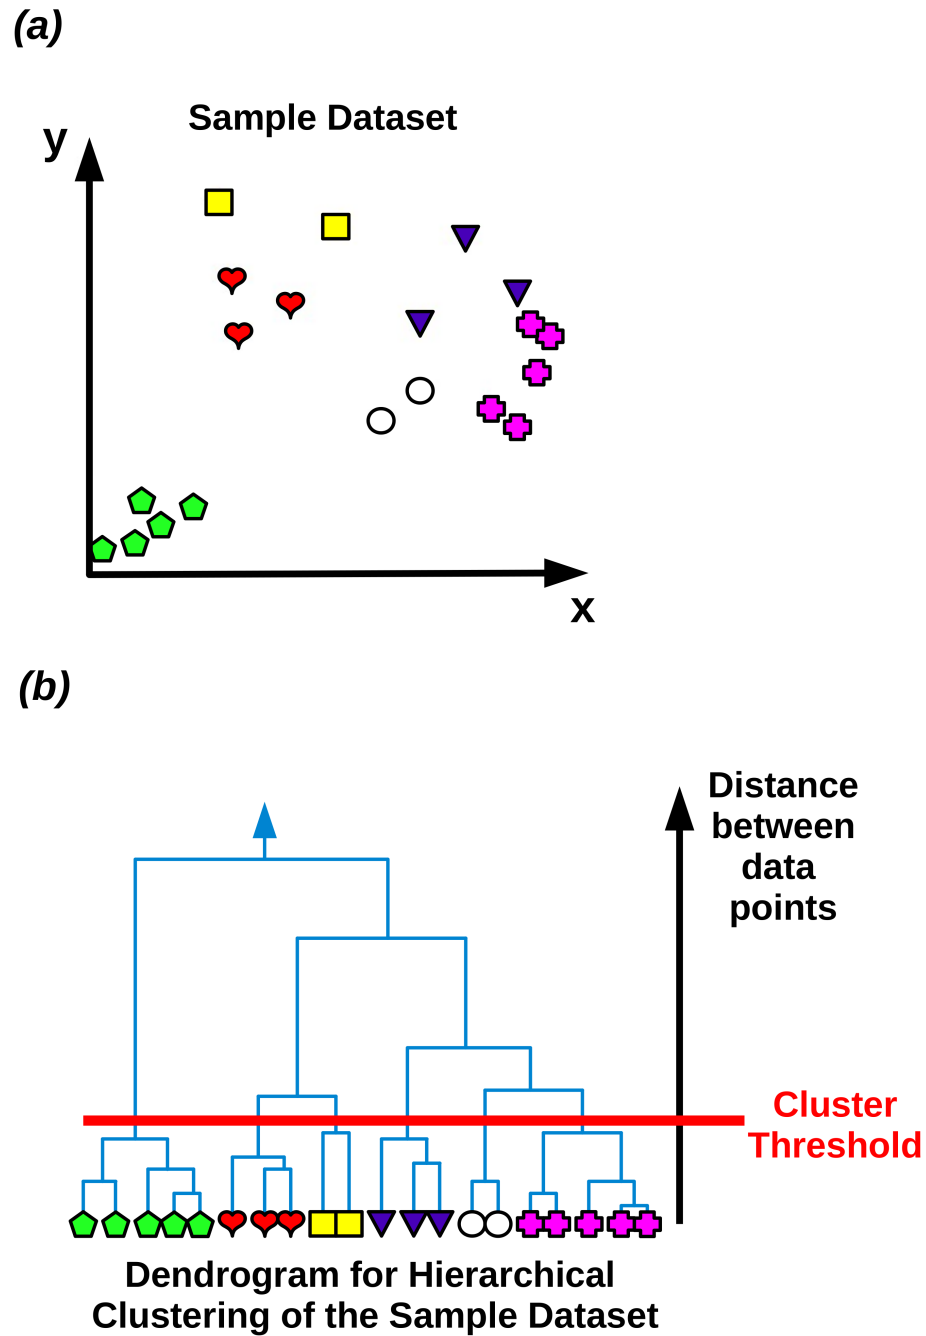 (a)
Sample Dataset
y
x
(b)
Distance
between
data
points
Cluster
Threshold
Dendrogram for Hierarchical
Clustering of the Sample Dataset